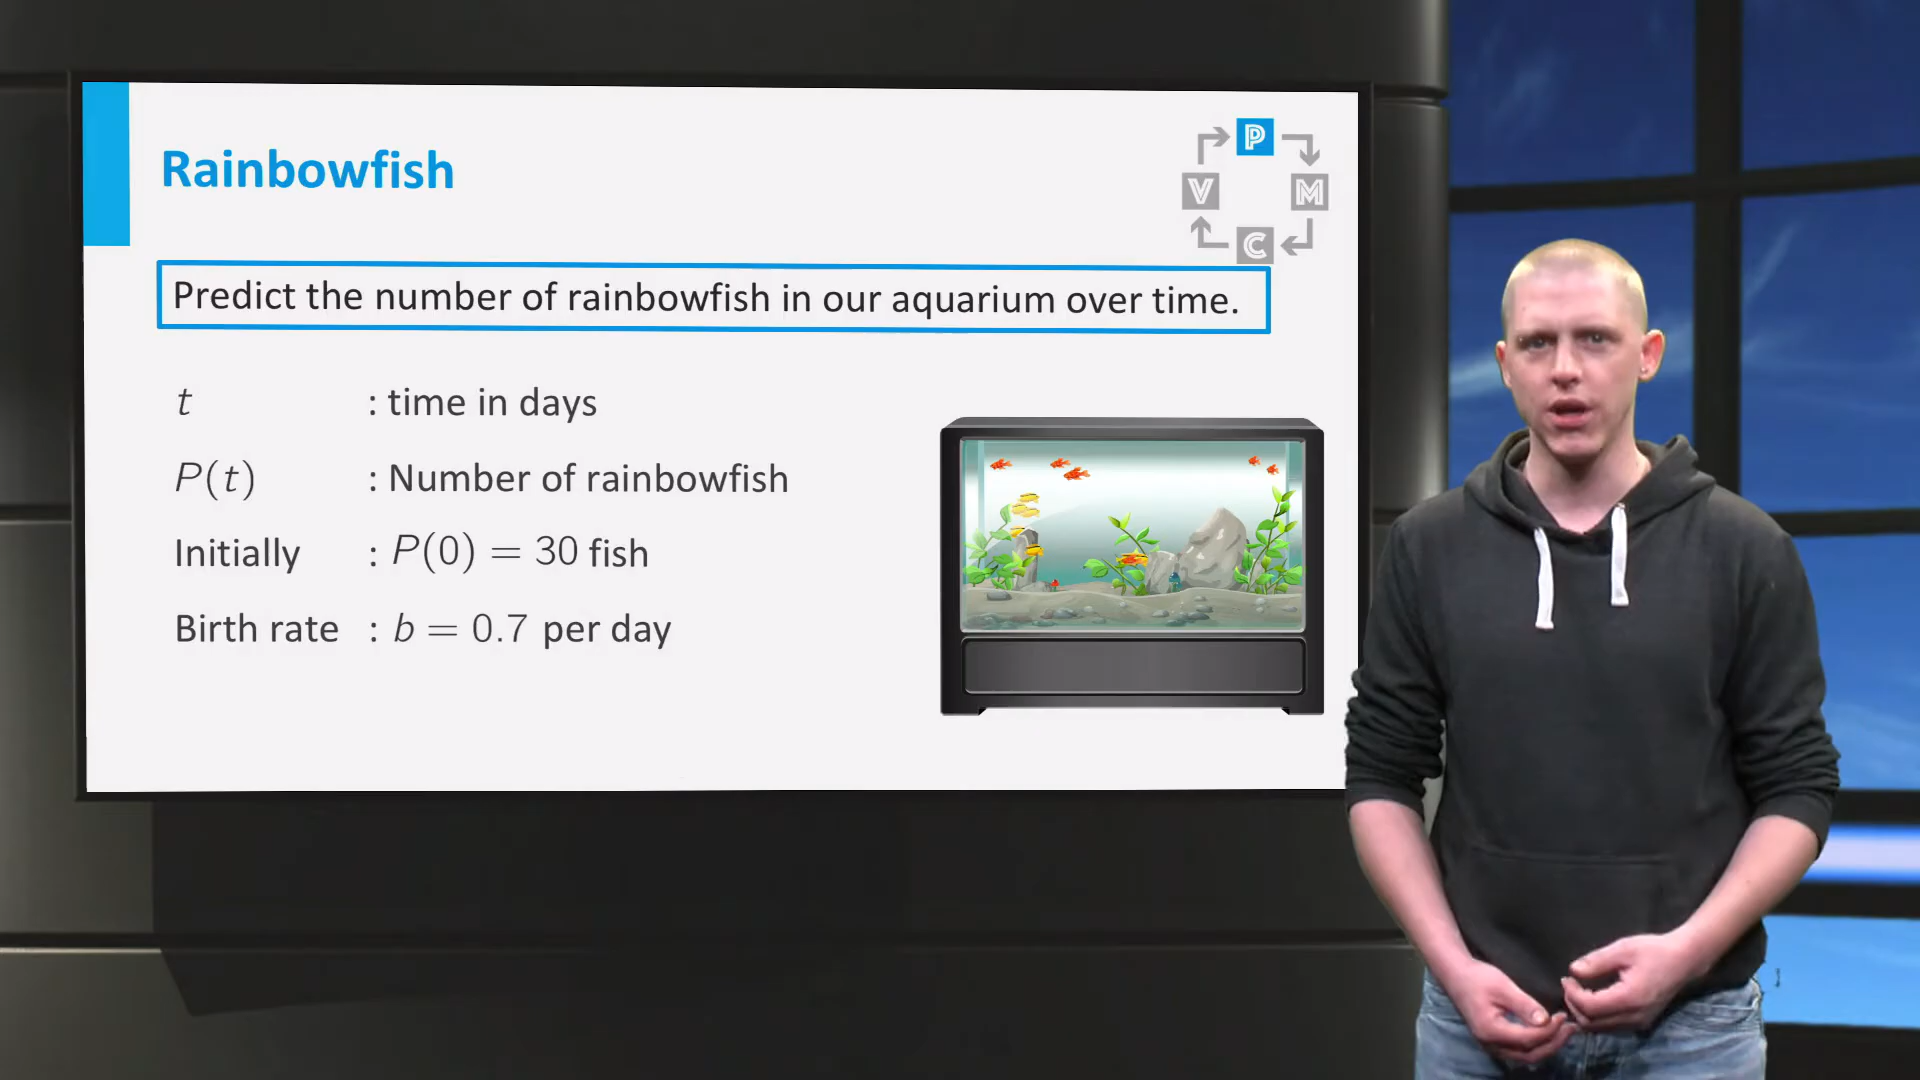 Rainbowfish
P
V
M
C
Predict the number of rainbowfish in our aquarium over time.
t : time in days
P(t) : Number of rainbowfish
Initially : P(0) = 30 fish
Birth rate : b = 0.7 per day